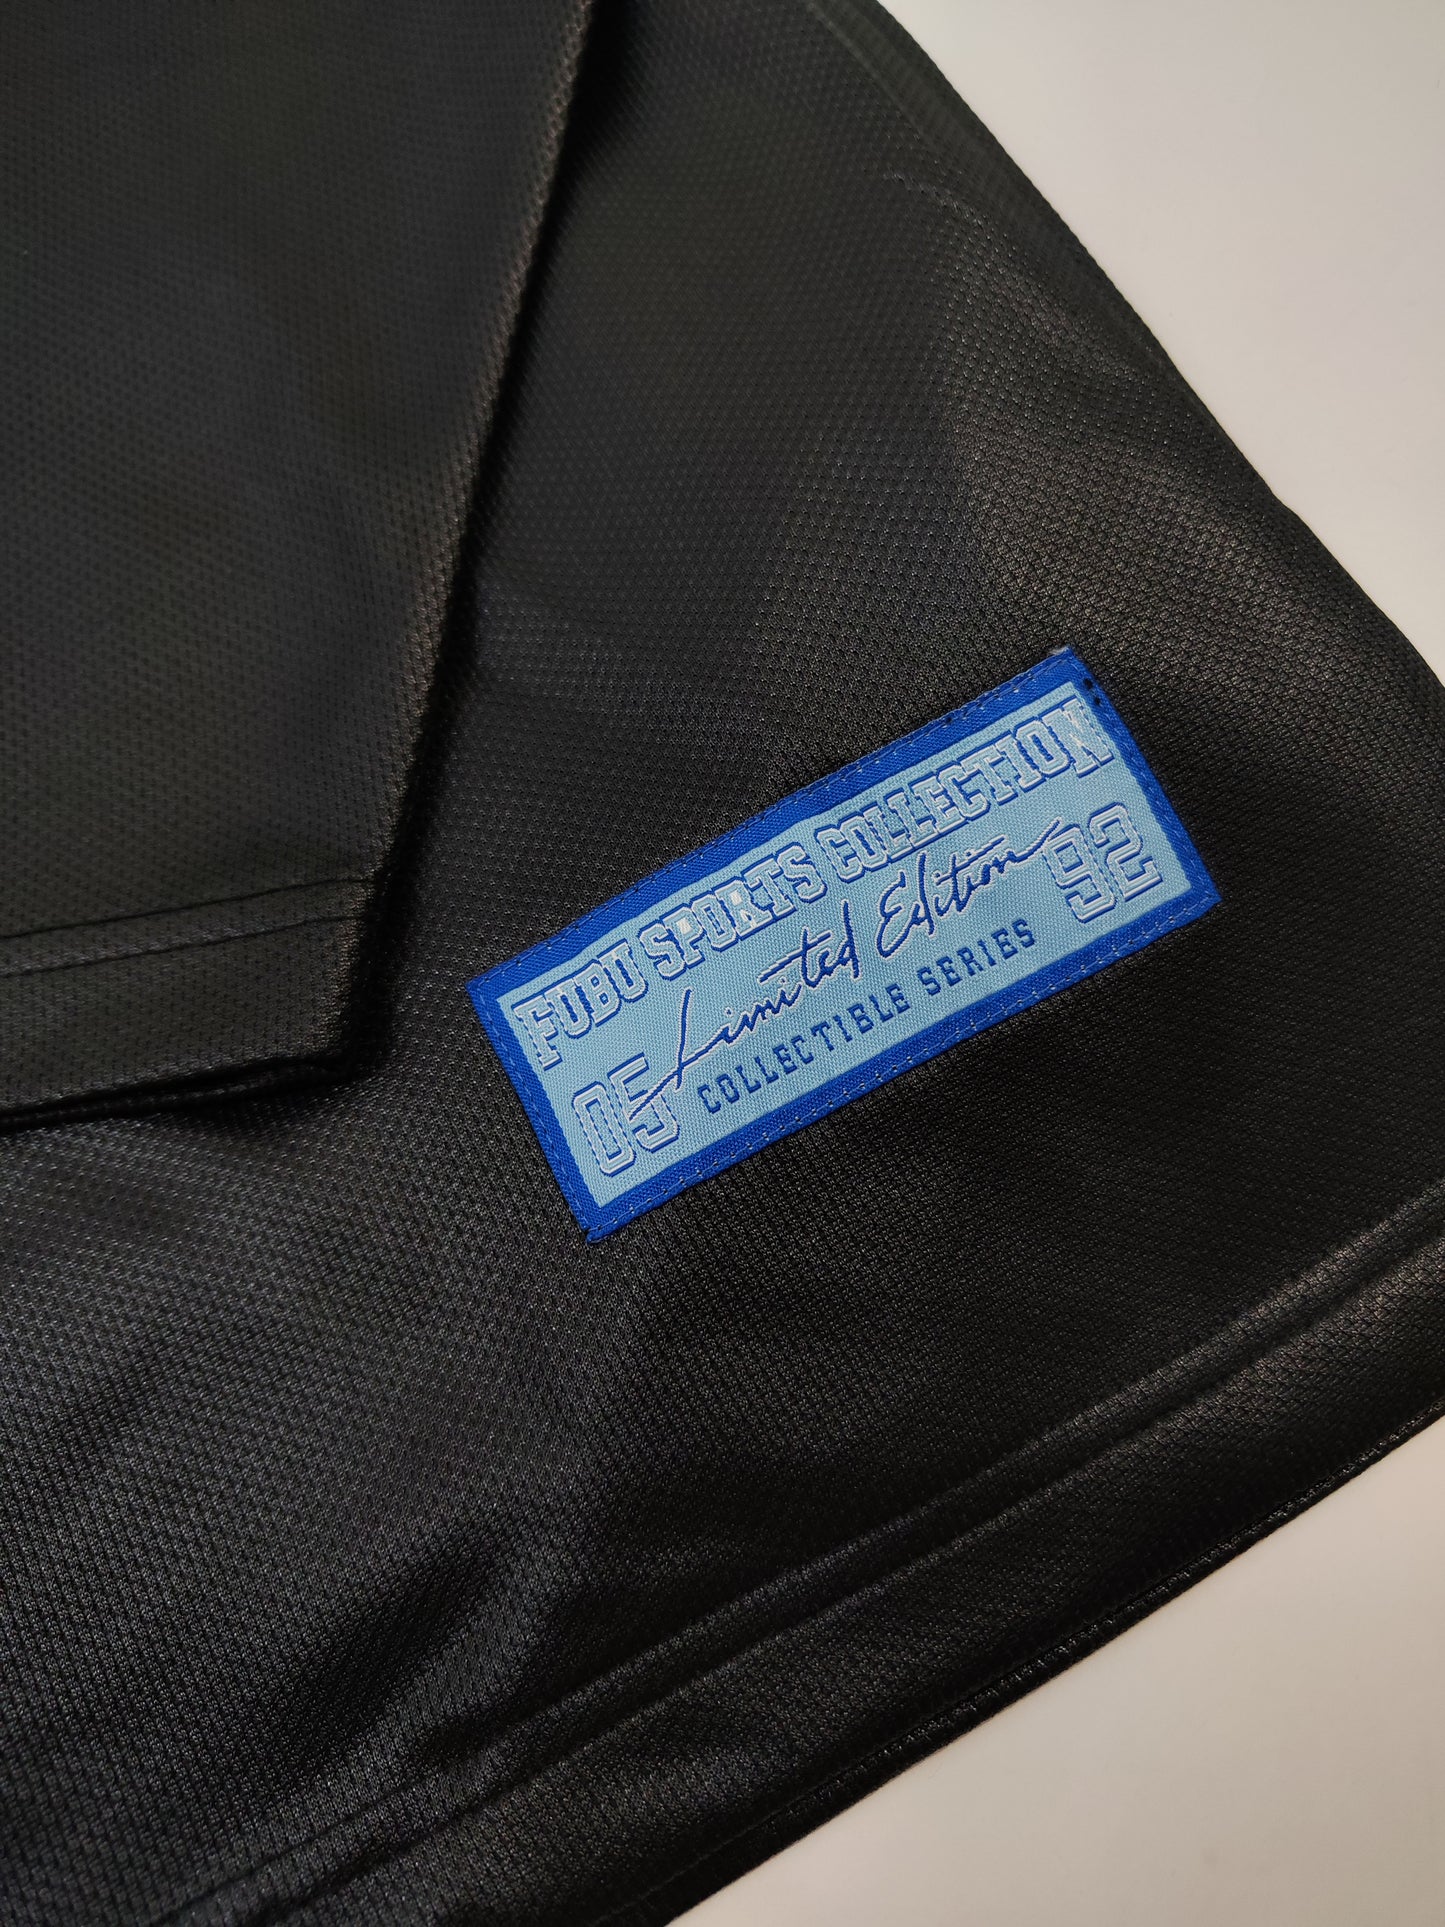 FUBU SPORTS COLLECTION
05 Limited Edition 92
COLLECTIBLE SERIES